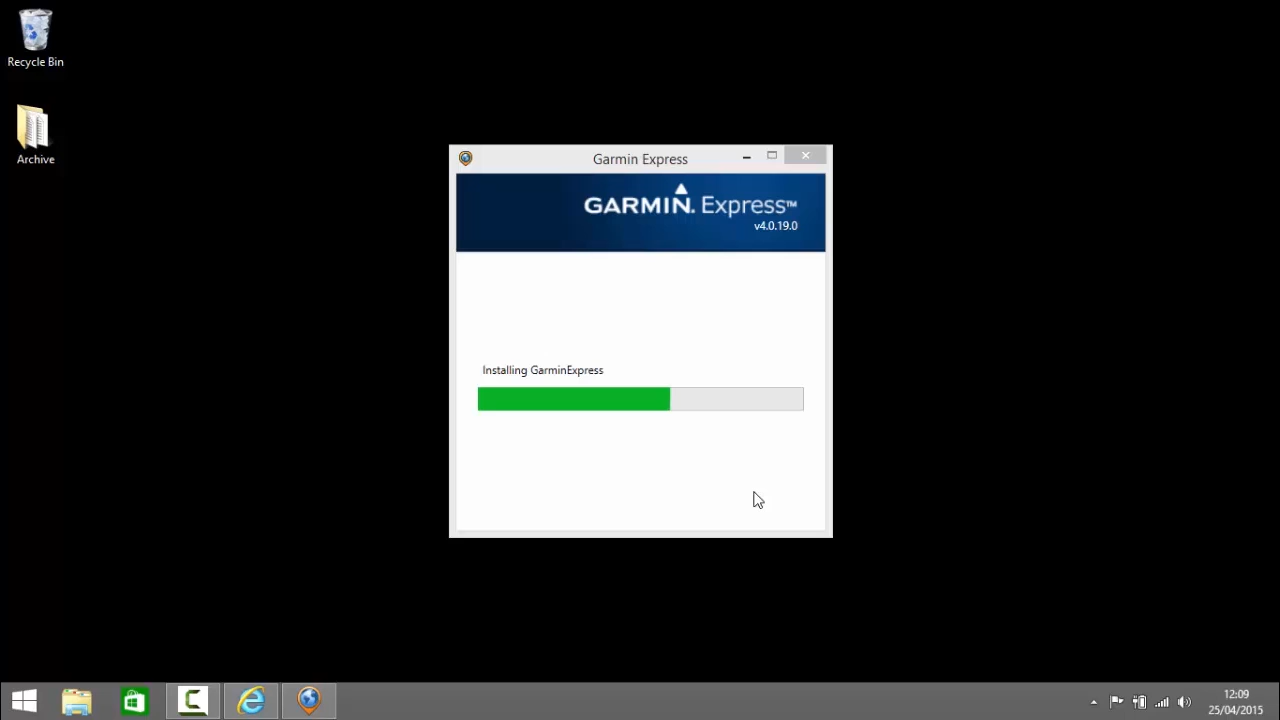 Recycle Bin
Archive
Garmin Express
GARMIN. Express™
v4.0.19.0
Installing GarminExpress
12:09
25/04/2015